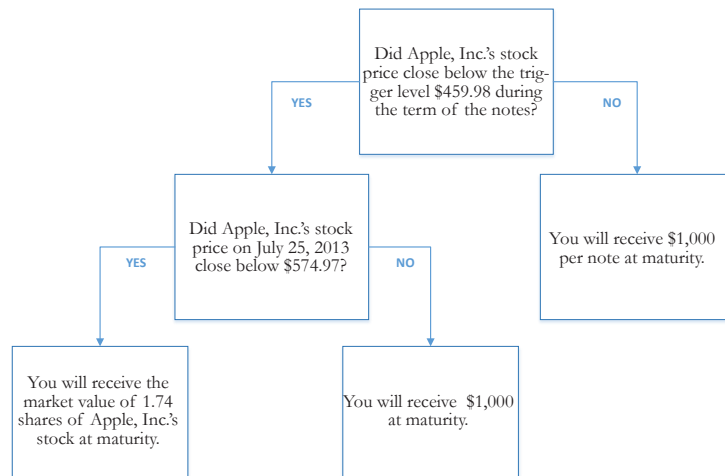 Did Apple, Inc.'s stock
price close below the trig-
ger level $459.98 during
the term of the notes?
YES
NO
Did Apple, Inc.'s stock
price on July 25, 2013
close below $574.97?
You will receive $1,000
per note at maturity.
YES
NO
You will receive the
market value of 1.74
shares of Apple, Inc.'s
stock at maturity.
You will receive $1,000
at maturity.